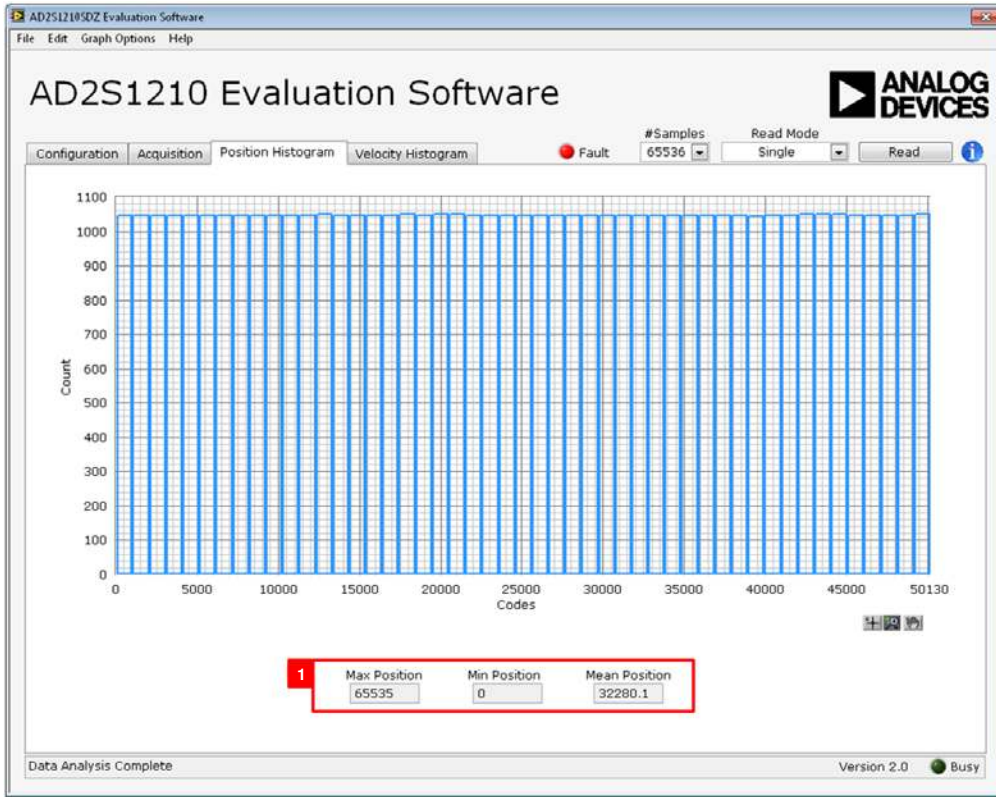 AD2S1210SDZ Evaluation Software
File Edit Graph Options Help
AD2S1210 Evaluation Software
ANALOG
DEVICES
#Samples Read Mode
Configuration Acquisition Position Histogram Velocity Histogram Fault 65536 Single Read i
1100
1000
900
800
700
600
500
400
300
200
100
0
Count
0 5000 10000 15000 20000 25000 30000 35000 40000 45000 50130
Codes
1
Max Position Min Position Mean Position
65535 0 32280.1
Data Analysis Complete Version 2.0 Busy